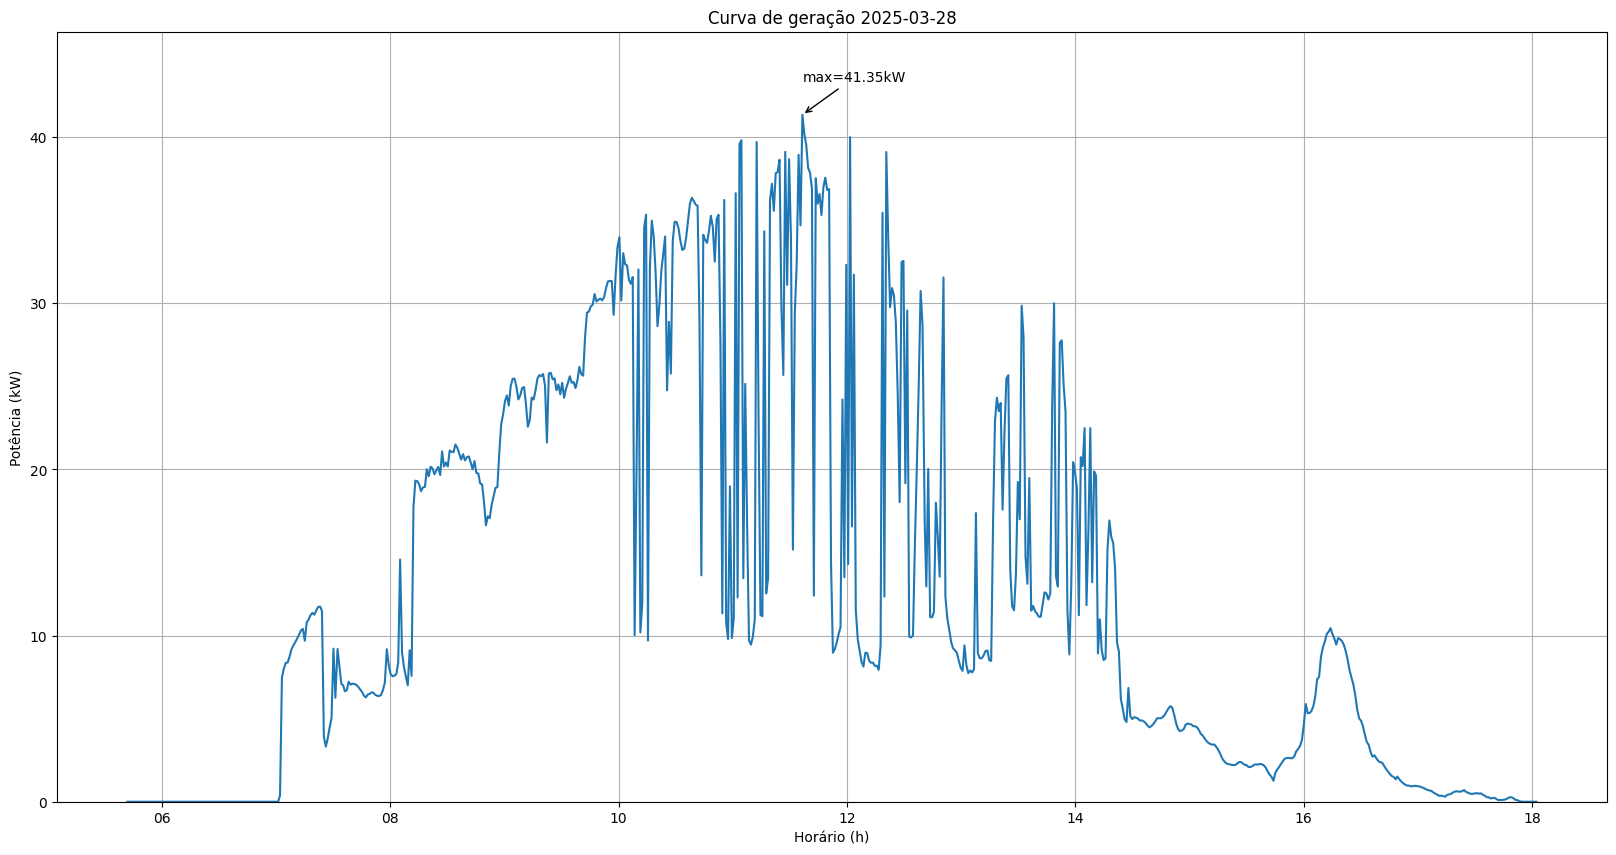 Curva de geração 2025-03-28
max=41.35kW
Potência (kW)
40
30
20
10
0
06 08 10 12 14 16 18
Horário (h)